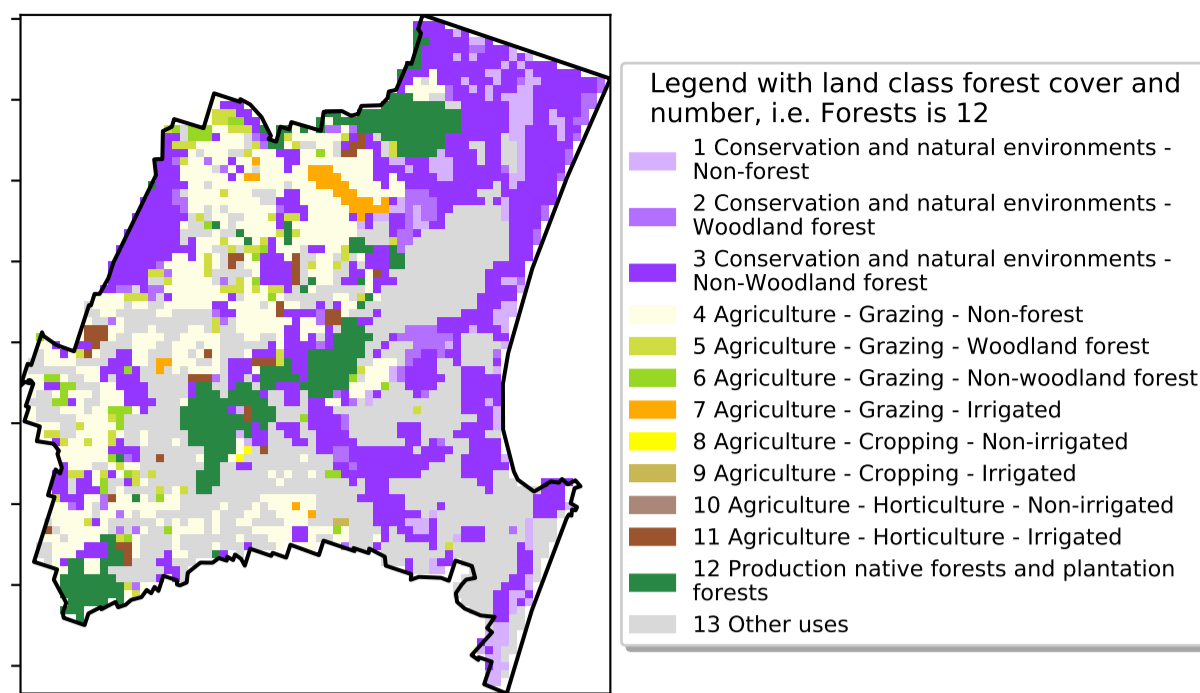 Legend with land class forest cover and
number, i.e. Forests is 12
1 Conservation and natural environments -
Non-forest
2 Conservation and natural environments -
Woodland forest
3 Conservation and natural environments -
Non-Woodland forest
4 Agriculture - Grazing - Non-forest
5 Agriculture - Grazing - Woodland forest
6 Agriculture - Grazing - Non-woodland forest
7 Agriculture - Grazing - Irrigated
8 Agriculture - Cropping - Non-irrigated
9 Agriculture - Cropping - Irrigated
10 Agriculture - Horticulture - Non-irrigated
11 Agriculture - Horticulture - Irrigated
12 Production native forests and plantation
forests
13 Other uses